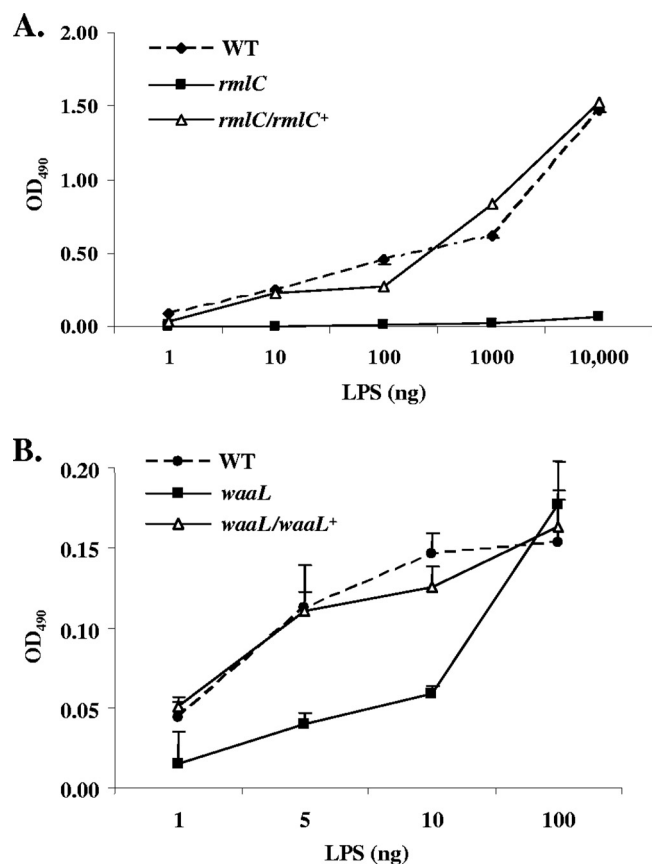 A.
2.00
1.50
1.00
0.50
0.00
OD₄₉₀
WT
rmlC
rmlC/rmlC⁺
1 10 100 1000 10,000
LPS (ng)
B.
0.20
0.15
0.10
0.05
0.00
OD₄₉₀
WT
waaL
waaL/waaL⁺
1 5 10 100
LPS (ng)